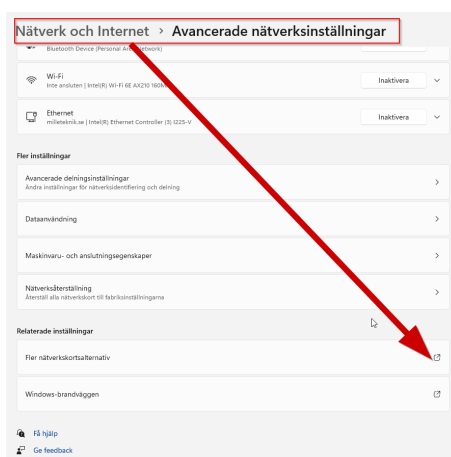 Nätverk och Internet > Avancerade nätverksinställningar
Bluetooth Device (Personal Area Network)
Wi-Fi
Inte ansluten | Intel(R) Wi-Fi 6E AX210 160M
Inaktivera
Ethernet
milleteknik.se | Intel(R) Ethernet Controller (3) I225-V
Inaktivera
Fler inställningar
Avancerade delningsinställningar
Ändra inställningar för nätverksidentifiering och delning
Dataanvändning
Maskinvaru- och anslutningsegenskaper
Nätverksåterställning
Återställ alla nätverkskort till fabriksinställningarna
Relaterade inställningar
Fler nätverkskortsalternativ
Windows-brandväggen
Få hjälp
Ge feedback